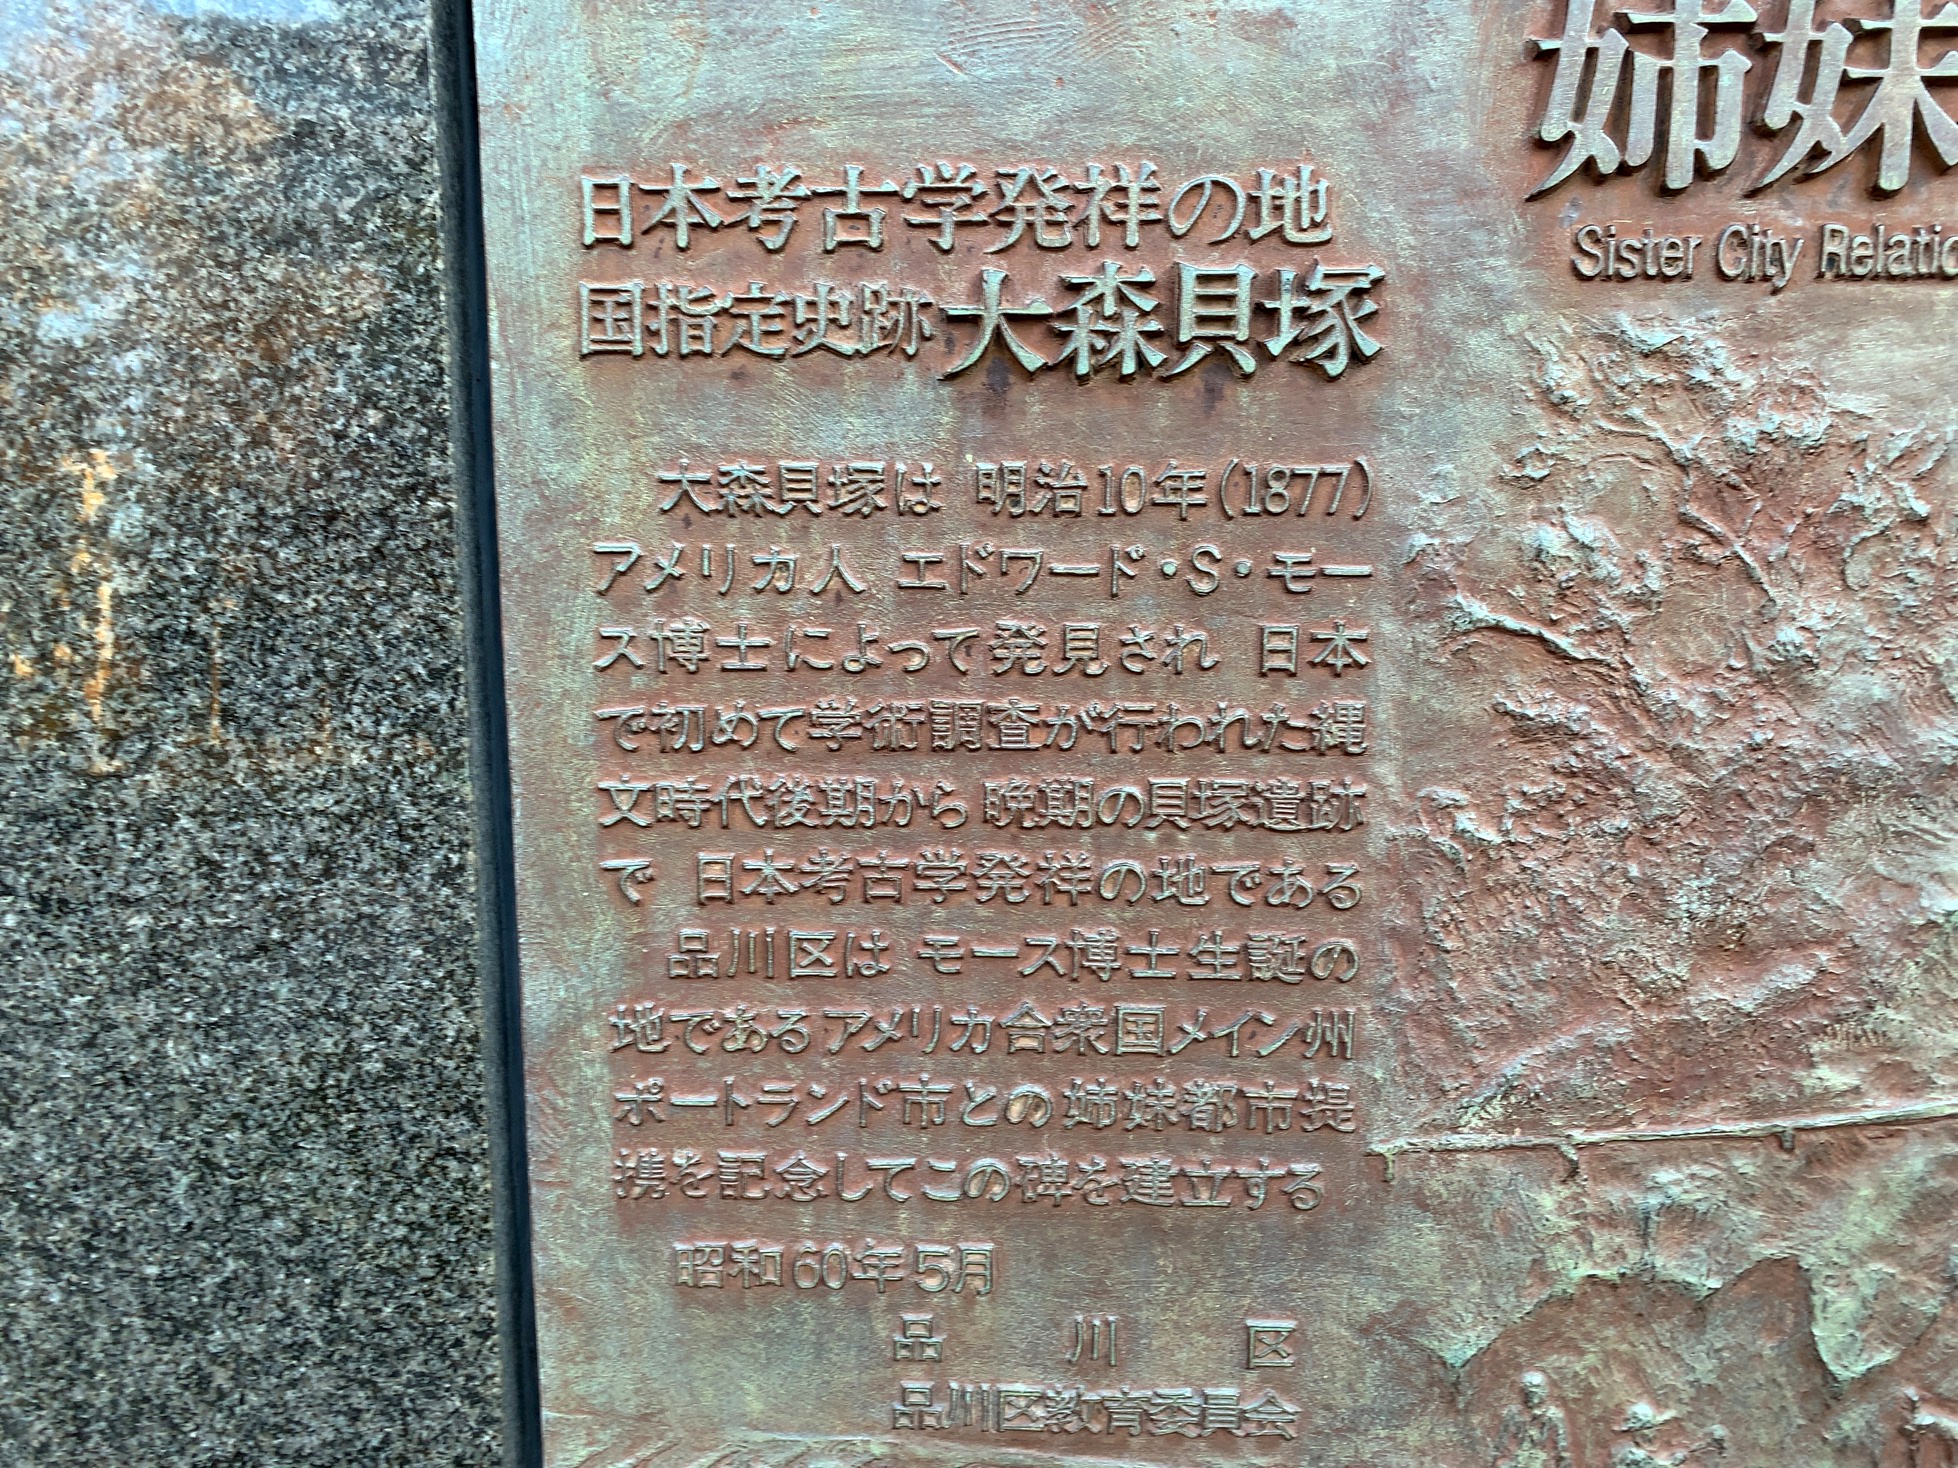 日本考古学発祥の地
国指定史跡 大森貝塚
大森貝塚は 明治10年(1877)
アメリカ人 エドワード・S・モー
ス博士によって発見され 日本
で初めて学術調査が行われた縄
文時代後期から 晩期の貝塚遺跡
で 日本考古学発祥の地である
品川区は モース博士生誕の
地であるアメリカ合衆国メイン州
ポートランド市との姉妹都市提
携を記念してこの碑を建立する
昭和60年5月
品 川 区
品川区教育委員会
姉妹
Sister City Relatio